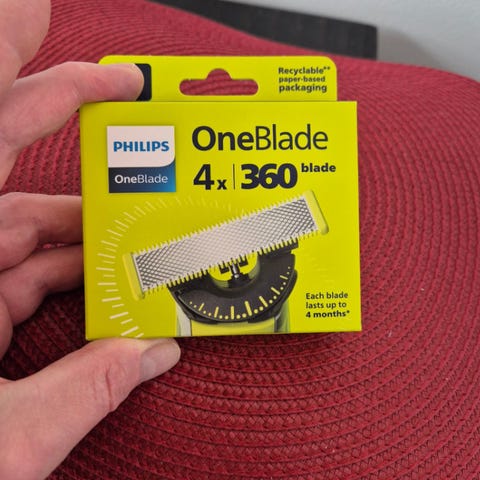 Recyclable**
paper-based
packaging
PHILIPS
OneBlade
OneBlade
4x | 360 blade
Each blade
lasts up to
4 months*